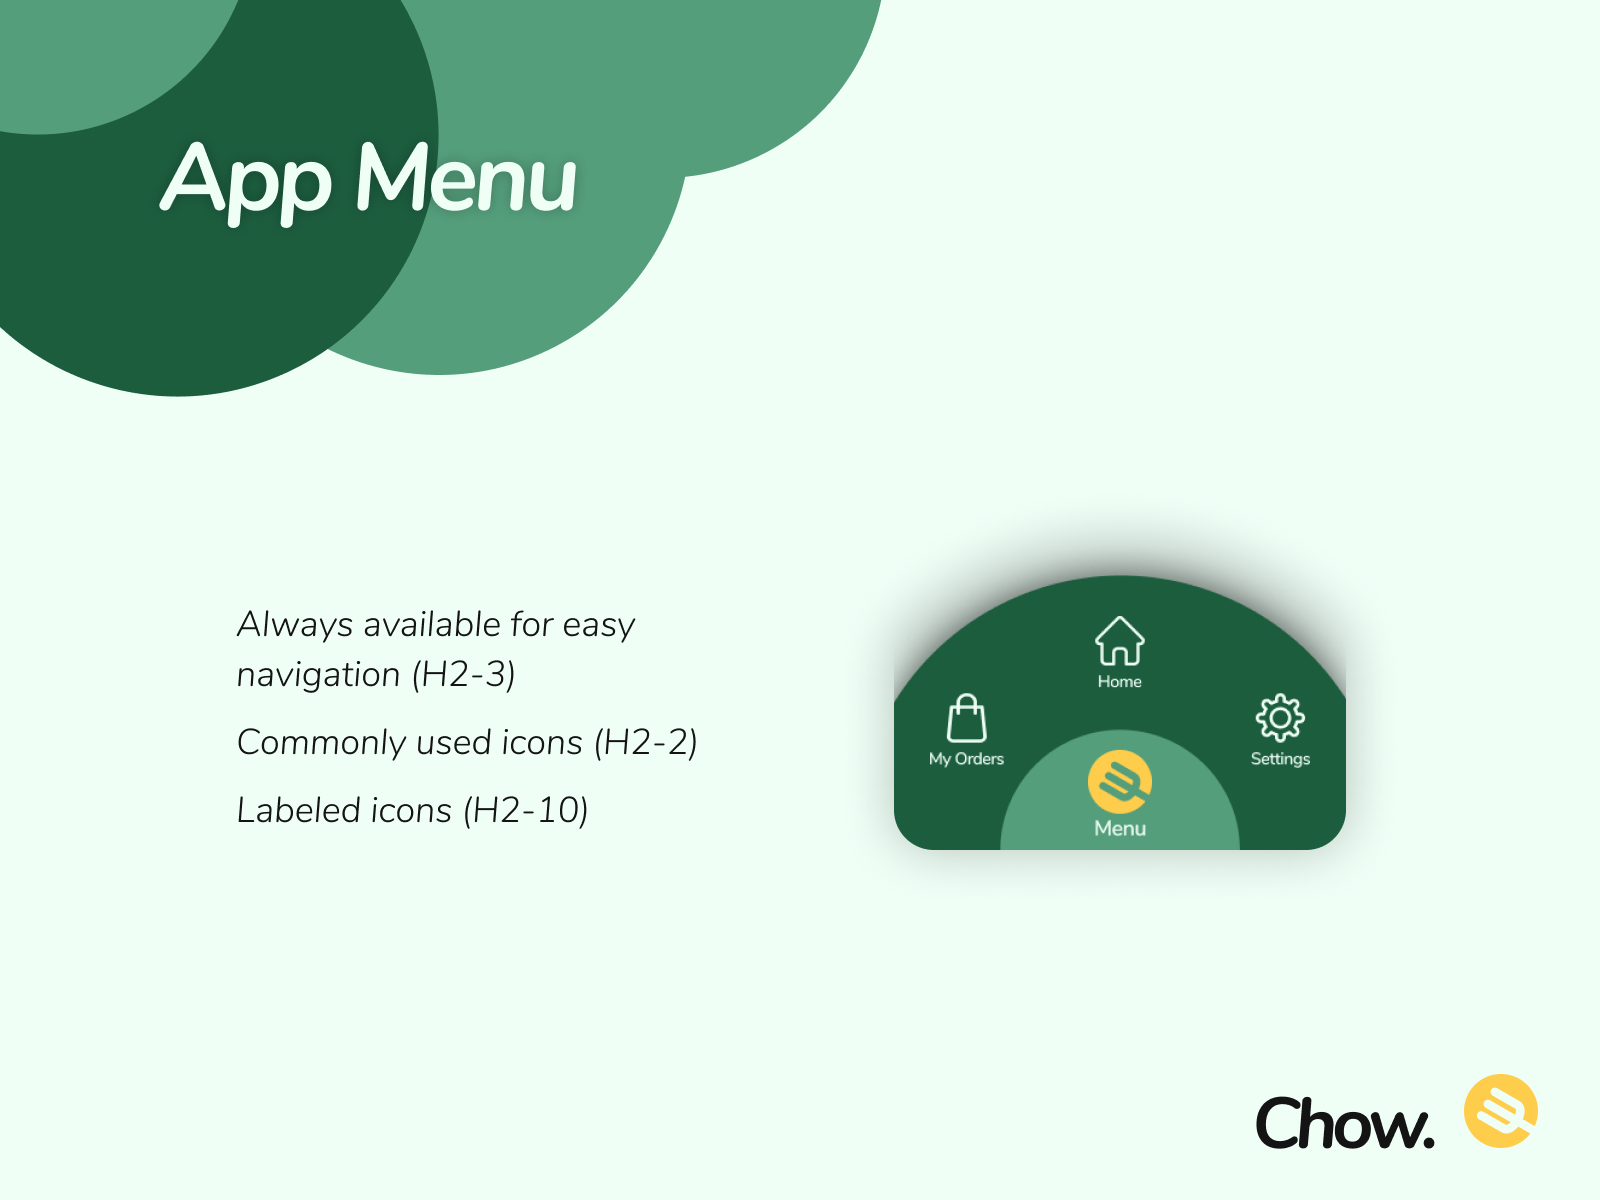 App Menu
Always available for easy
navigation (H2-3)
Commonly used icons (H2-2)
Labeled icons (H2-10)
Home
My Orders
Settings
Menu
Chow.